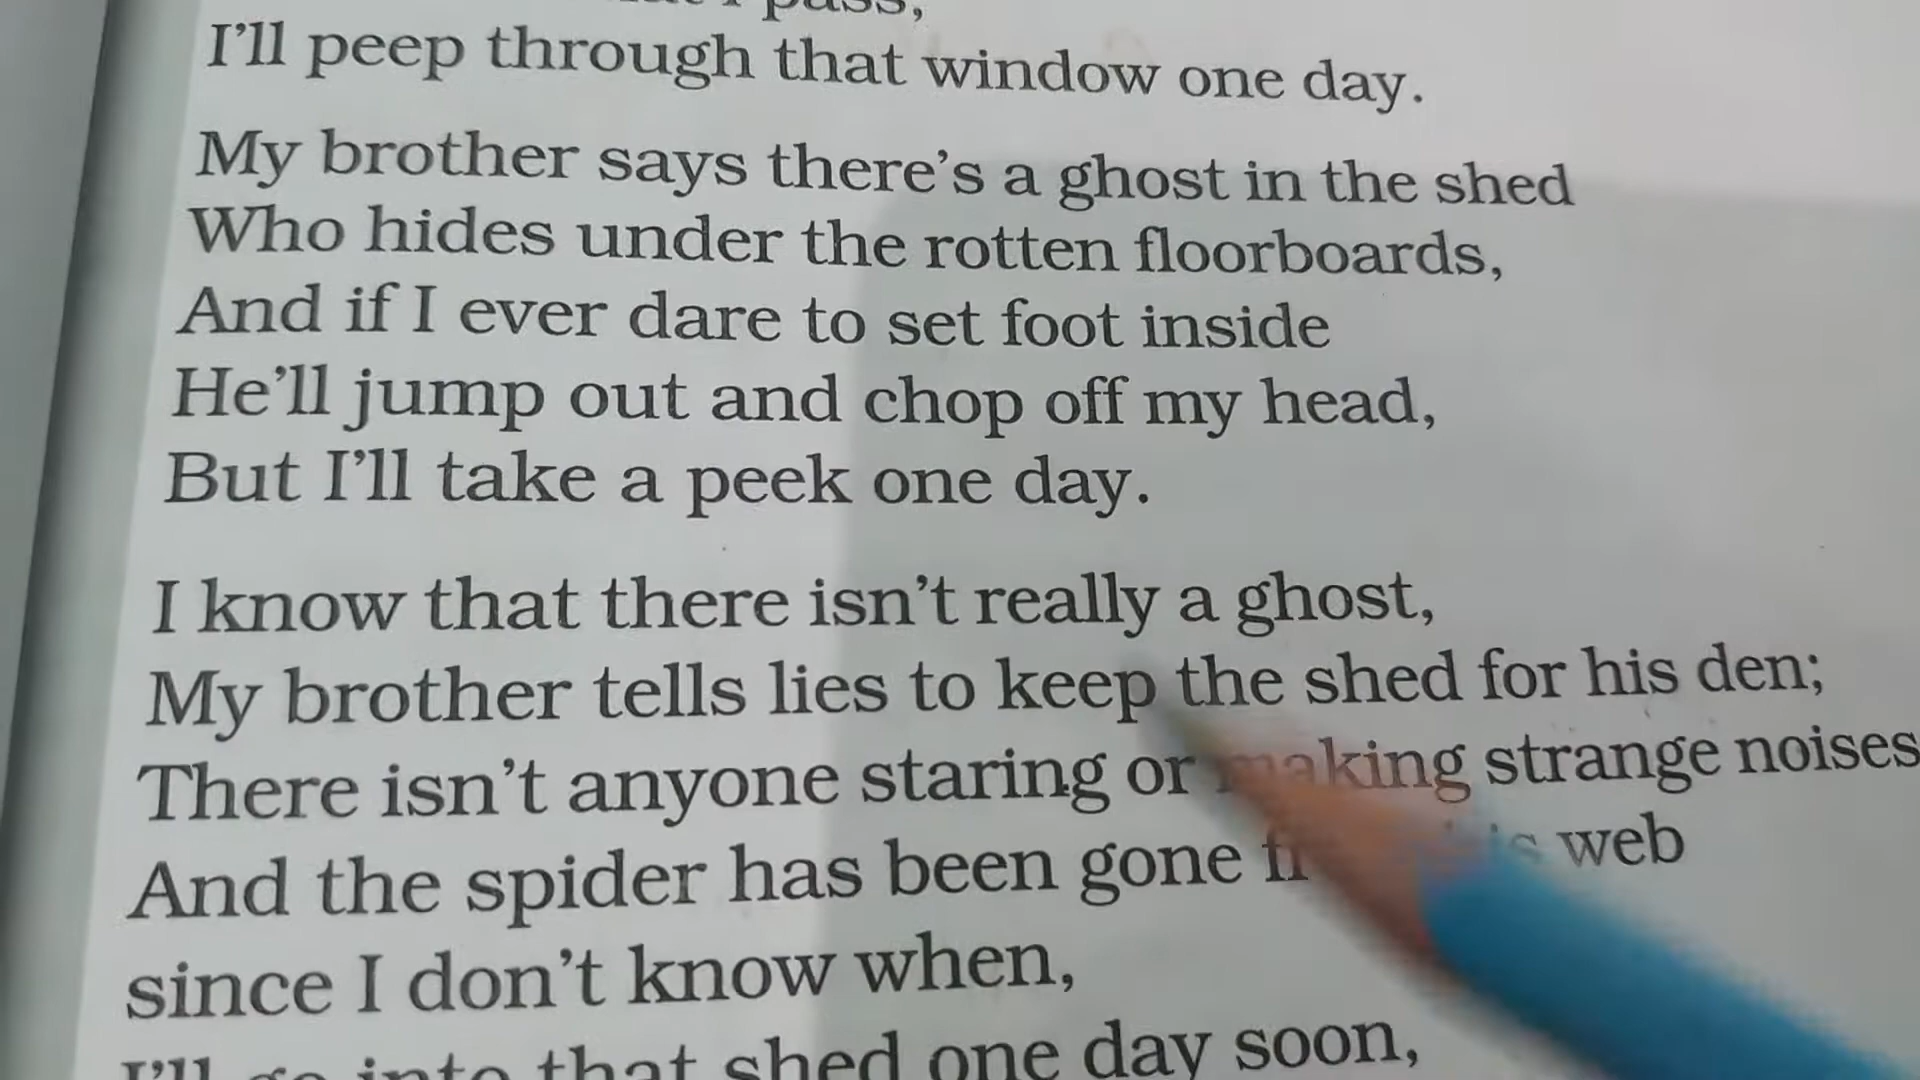 I pass,
I'll peep through that window one day.
My brother says there's a ghost in the shed
Who hides under the rotten floorboards,
And if I ever dare to set foot inside
He'll jump out and chop off my head,
But I'll take a peek one day.
I know that there isn't really a ghost,
My brother tells lies to keep the shed for his den;
There isn't anyone staring or making strange noises
And the spider has been gone web
since I don't know when,
I'll go into that shed one day soon,